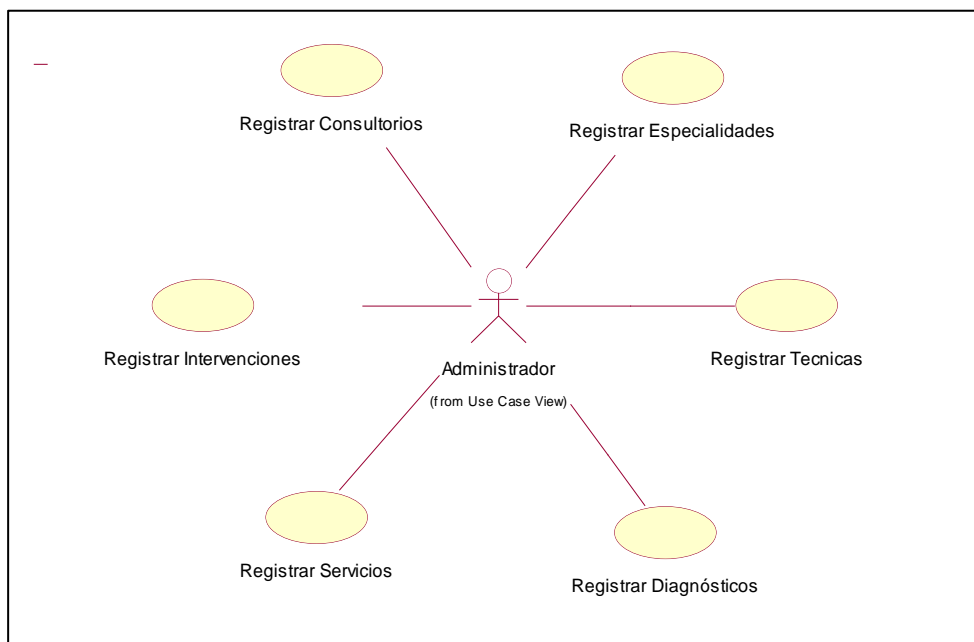 Registrar Consultorios
Registrar Especialidades
Registrar Intervenciones
Administrador
(from Use Case View)
Registrar Tecnicas
Registrar Servicios
Registrar Diagnósticos